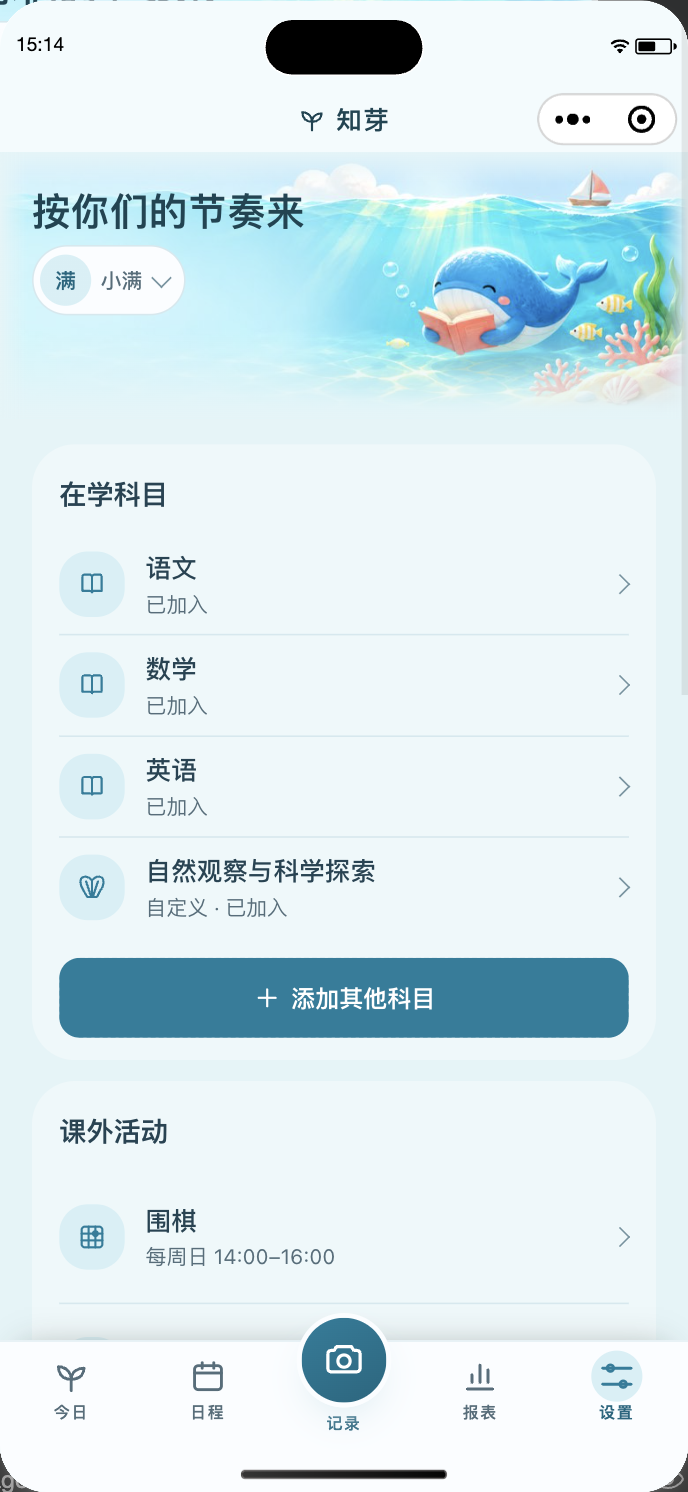 15:14
知芽
按你们的节奏来
满 小满
在学科目
语文
已加入
数学
已加入
英语
已加入
自然观察与科学探索
自定义 · 已加入
＋ 添加其他科目
课外活动
围棋
每周日 14:00–16:00
今日 日程 记录 报表 设置